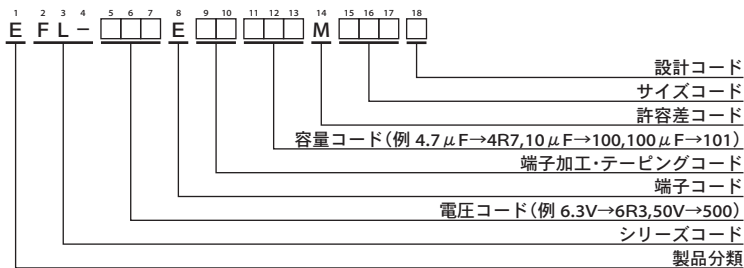 1 2 3 4 5 6 7 8 9 10 11 12 13 14 15 16 17 18
E F L - □□□ E □□ □□□ M □□□ □
設計コード
サイズコード
許容差コード
容量コード(例 4.7μF→4R7,10μF→100,100μF→101)
端子加工・テーピングコード
端子コード
電圧コード(例 6.3V→6R3,50V→500)
シリーズコード
製品分類